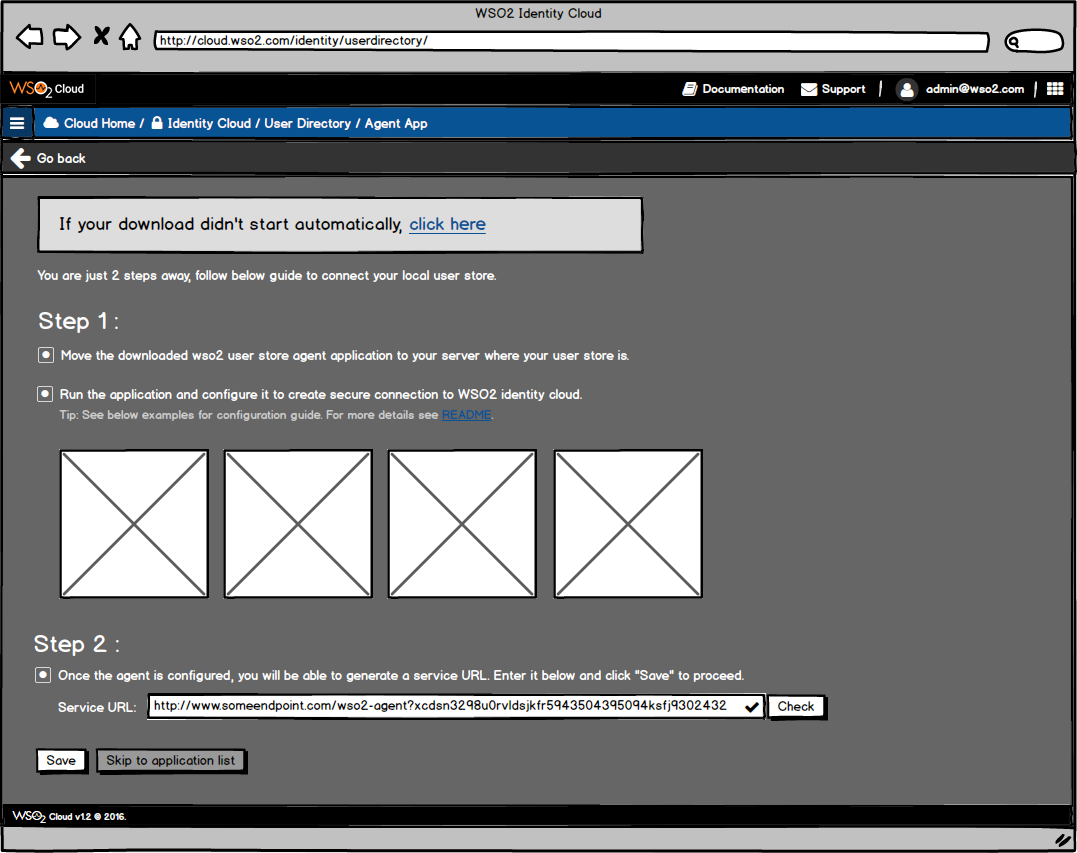 WSO2 Identity Cloud
http://cloud.wso2.com/identity/userdirectory/
WSO2 Cloud Documentation Support | admin@wso2.com |
Cloud Home / Identity Cloud / User Directory / Agent App
Go back
If your download didn't start automatically, click here
You are just 2 steps away, follow below guide to connect your local user store.
Step 1 :
Move the downloaded wso2 user store agent application to your server where your user store is.
Run the application and configure it to create secure connection to WSO2 identity cloud.
Tip: See below examples for configuration guide. For more details see README.
Step 2 :
Once the agent is configured, you will be able to generate a service URL. Enter it below and click "Save" to proceed.
Service URL: http://www.someendpoint.com/wso2-agent?xcdsn3298u0rvldsjkfr5943504395094ksfj9302432 Check
Save Skip to application list
WSO2 Cloud v1.2 © 2016.